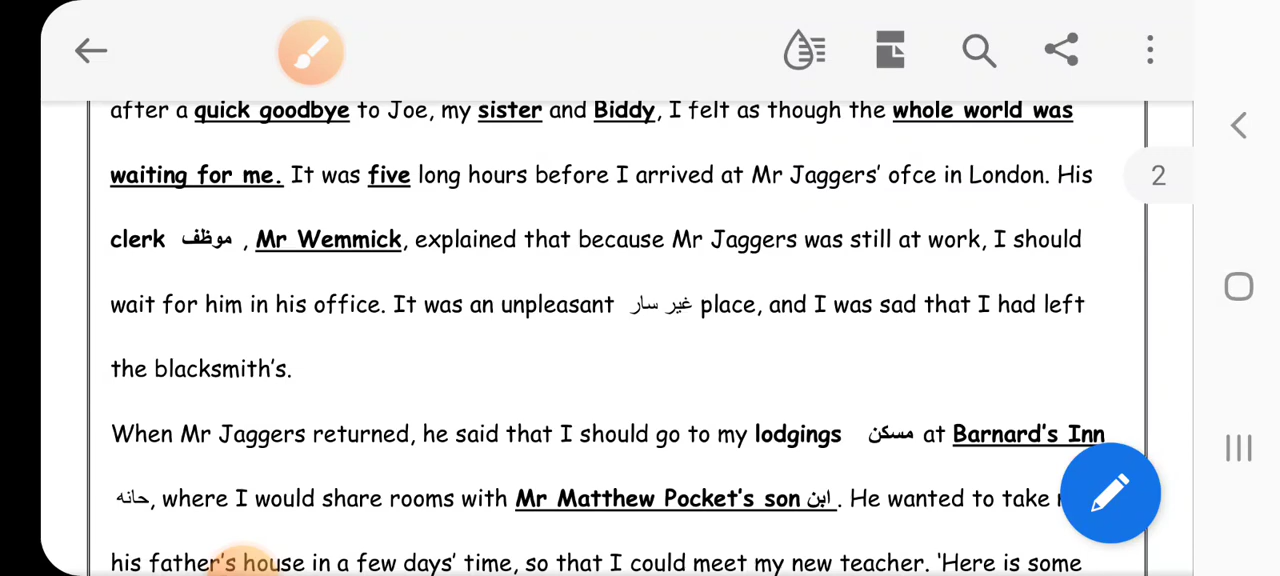 after a quick goodbye to Joe, my sister and Biddy, I felt as though the whole world was
waiting for me. It was five long hours before I arrived at Mr Jaggers' ofce in London. His
2
clerk موظف , Mr Wemmick, explained that because Mr Jaggers was still at work, I should
wait for him in his office. It was an unpleasant غير سار place, and I was sad that I had left
the blacksmith's.
When Mr Jaggers returned, he said that I should go to my lodgings مسكن at Barnard's Inn
حانه, where I would share rooms with Mr Matthew Pocket's son ابن . He wanted to take
his father's house in a few days' time, so that I could meet my new teacher. 'Here is some